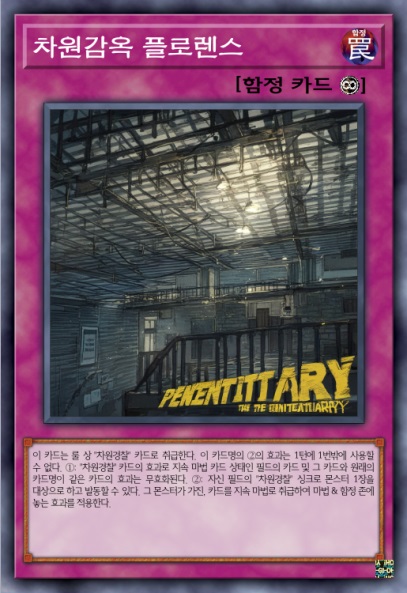 차원감옥 플로렌스
함정
罠
[함정 카드 ]
PENENTITTARY
이 카드는 룰 상 "차원경찰" 카드로 취급한다. 이 카드명의 ②의 효과는 1턴에 1번밖에 사용할
수 없다. ①: "차원경찰" 카드의 효과로 지속 마법 카드 상태인 필드의 카드 및 그 카드와 원래의
카드명이 같은 카드의 효과는 무효화된다. ②: 자신 필드의 "차원경찰" 싱크로 몬스터 1장을
대상으로 하고 발동할 수 있다. 그 몬스터가 가진, 카드를 지속 마법로 취급하여 마법 & 함정 존에
놓는 효과를 적용한다.